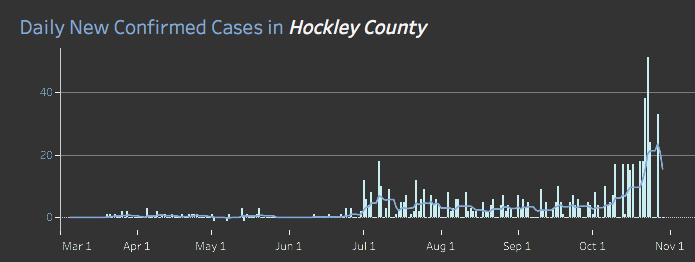 Daily New Confirmed Cases in Hockley County
40
20
0
Mar 1 Apr 1 May 1 Jun 1 Jul 1 Aug 1 Sep 1 Oct 1 Nov 1